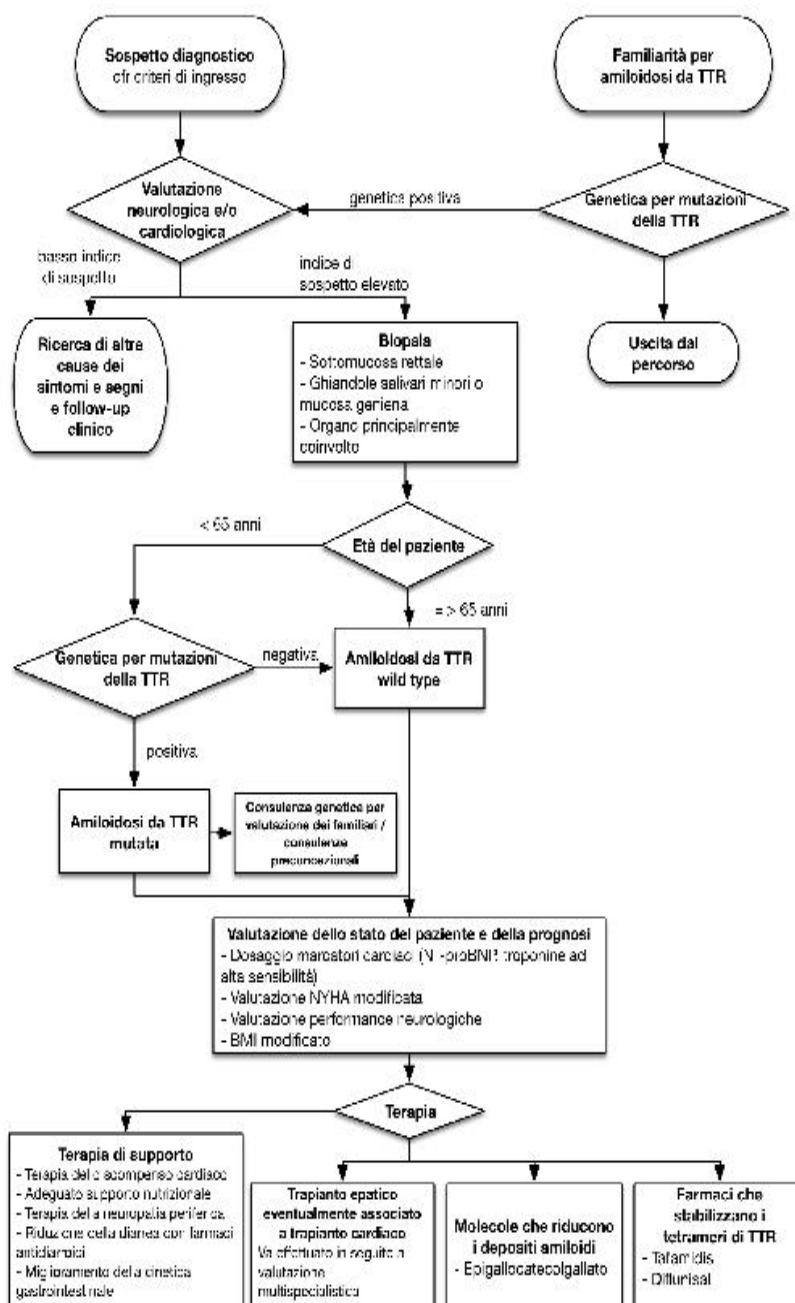 Sospetto diagnostico
cfr criteri di ingresso
Familiarità per
amiloidosi da TTR
Valutazione
neurologica e/o
cardiologica
genetica positiva
Genetica per mutazioni
della TTR
basso indice
di sospetto
indice di
sospetto elevato
Ricerca di altre
cause dei
sintomi e segni
e follow-up
clinico
Biopsia
- Sottomucosa rettale
- Ghiandole salivari minori o
mucosa geniena
- Organo principalmente
coinvolto
Uscita dal
percorso
< 65 anni
Età del paziente
= > 65 anni
Genetica per mutazioni
della TTR
negativa
Amiloidosi da TTR
wild type
positiva
Amiloidosi da TTR
mutata
Consulenza genetica per
valutazione dei familiari /
consulenze
preconcezionali
Valutazione dello stato del paziente e della prognosi
- Dosaggio marcatori cardiaci (NT-proBNP, troponine ad
alta sensibilità)
- Valutazione NYHA modificata
- Valutazione performance neurologiche
- BMI modificato
Terapia
Terapia di supporto
- Terapia dello scompenso cardiaco
- Adeguato supporto nutrizionale
- Terapia della neuropatia periferica
- Riduzione della diarrea con farmaci
antidiarroici
- Miglioramento della cinetica
gastrointestinale
Trapianto epatico
eventualmente associato
a trapianto cardiaco
Va effettuato in seguito a
valutazione
multispecialistica
Molecole che riducono
i depositi amiloidi
- Epigallocatecolgallato
Farmaci che
stabilizzano i
tetrameri di TTR
- Tafamidis
- Diflunisal